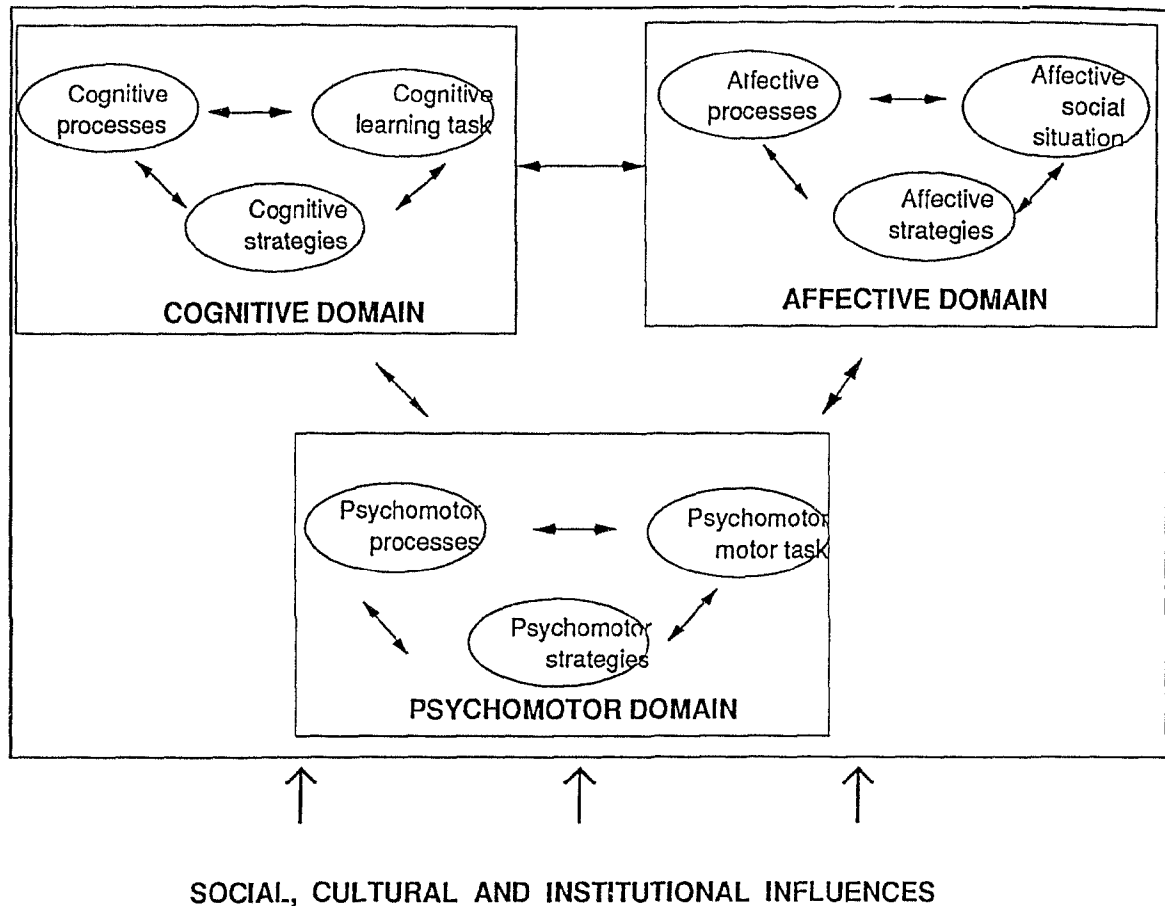 Cognitive
processes
Cognitive
learning task
Cognitive
strategies
COGNITIVE DOMAIN
Affective
processes
Affective
social
situation
Affective
strategies
AFFECTIVE DOMAIN
Psychomotor
processes
Psychomotor
motor task
Psychomotor
strategies
PSYCHOMOTOR DOMAIN
SOCIAL, CULTURAL AND INSTITUTIONAL INFLUENCES